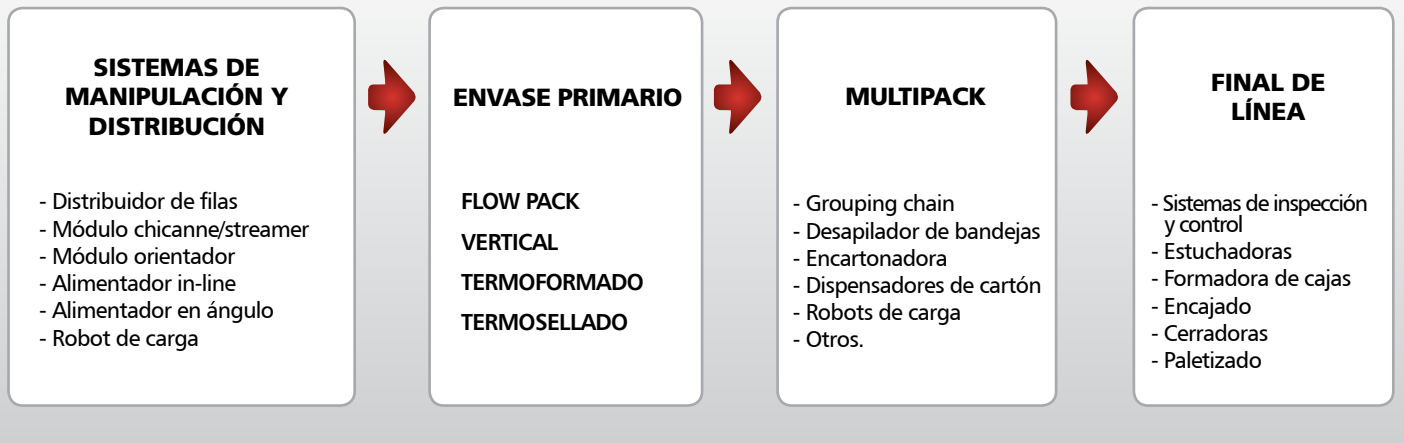 SISTEMAS DE
MANIPULACIÓN Y
DISTRIBUCIÓN
- Distribuidor de filas
- Módulo chicanne/streamer
- Módulo orientador
- Alimentador in-line
- Alimentador en ángulo
- Robot de carga
ENVASE PRIMARIO
FLOW PACK
VERTICAL
TERMOFORMADO
TERMOSELLADO
MULTIPACK
- Grouping chain
- Desapilador de bandejas
- Encartonadora
- Dispensadores de cartón
- Robots de carga
- Otros.
FINAL DE
LÍNEA
- Sistemas de inspección
y control
- Estuchadoras
- Formadora de cajas
- Encajado
- Cerradoras
- Paletizado